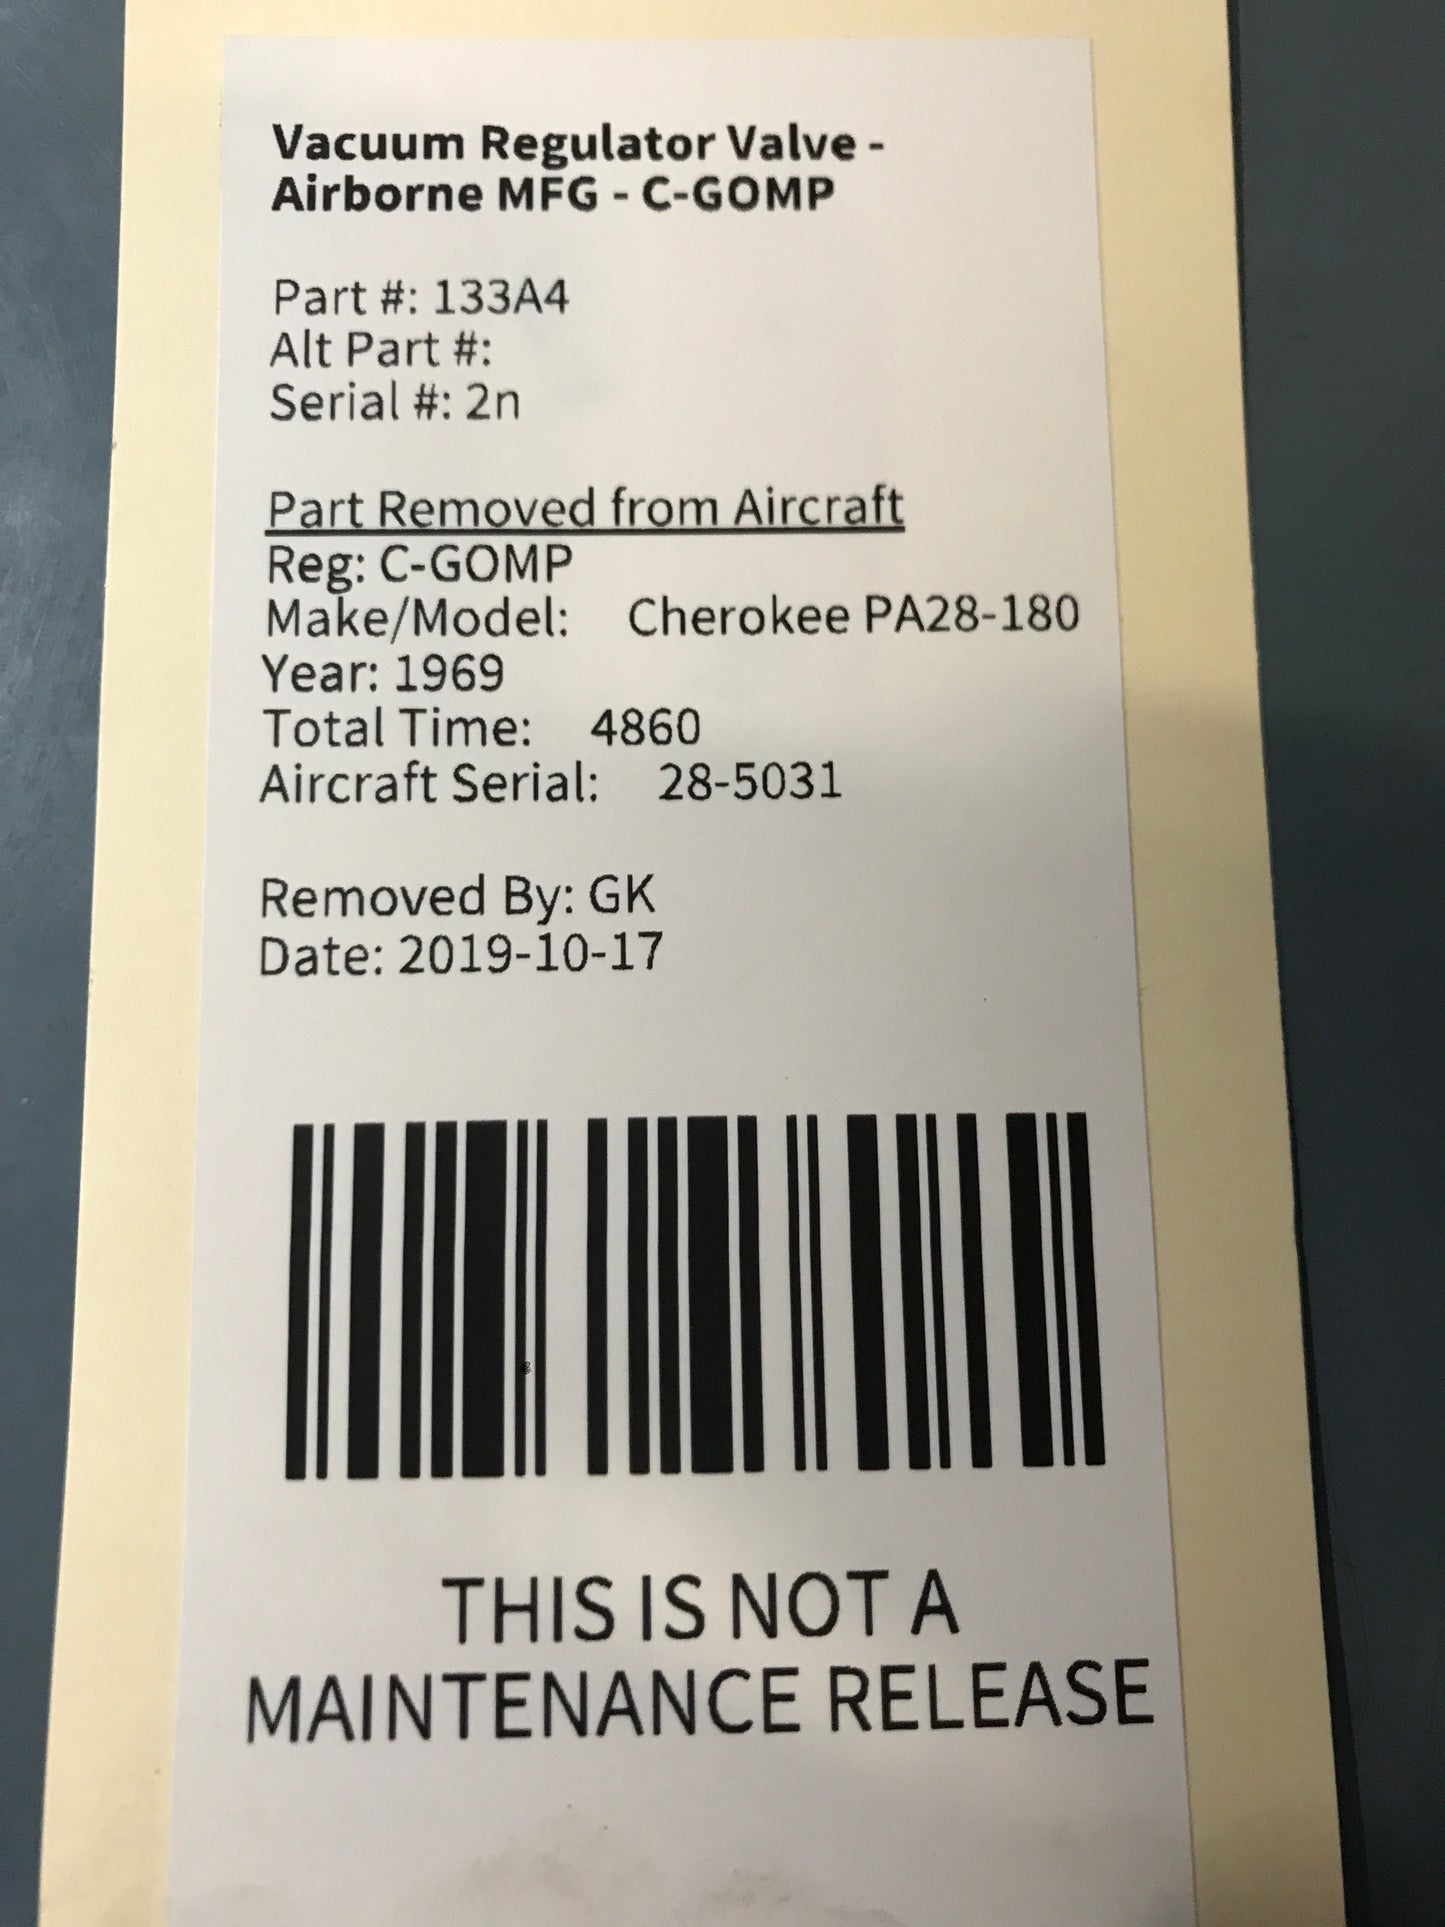 Vacuum Regulator Valve -
Airborne MFG - C-GOMP
Part #: 133A4
Alt Part #:
Serial #: 2n
Part Removed from Aircraft
Reg: C-GOMP
Make/Model: Cherokee PA28-180
Year: 1969
Total Time: 4860
Aircraft Serial: 28-5031
Removed By: GK
Date: 2019-10-17
THIS IS NOT A
MAINTENANCE RELEASE